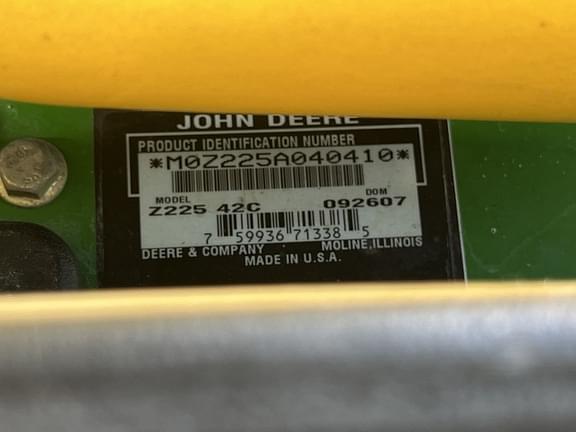 JOHN DEERE
PRODUCT IDENTIFICATION NUMBER
*M0Z225A040410*
MODEL DOM
Z225 42C 092607
7 59936 71338 5
DEERE & COMPANY MOLINE, ILLINOIS
MADE IN U.S.A.